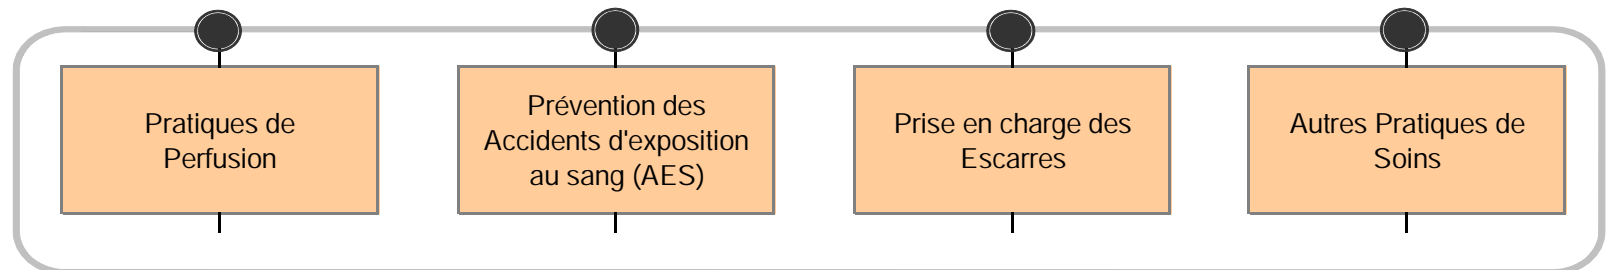 Pratiques de
Perfusion
Prévention des
Accidents d'exposition
au sang (AES)
Prise en charge des
Escarres
Autres Pratiques de
Soins